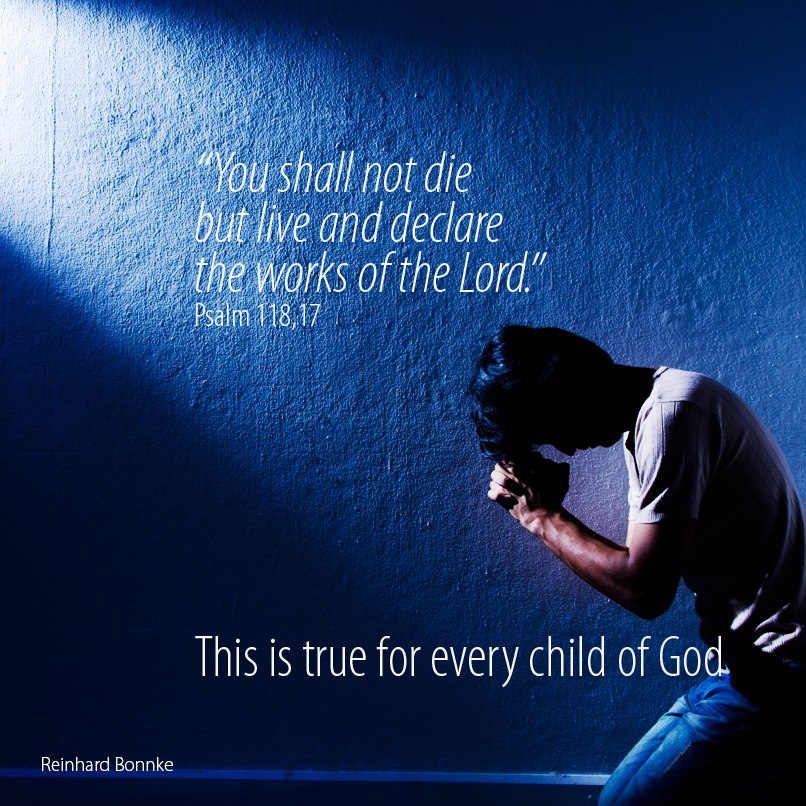 “You shall not die
but live and declare
the works of the Lord.”
Psalm 118,17
This is true for every child of God
Reinhard Bonnke